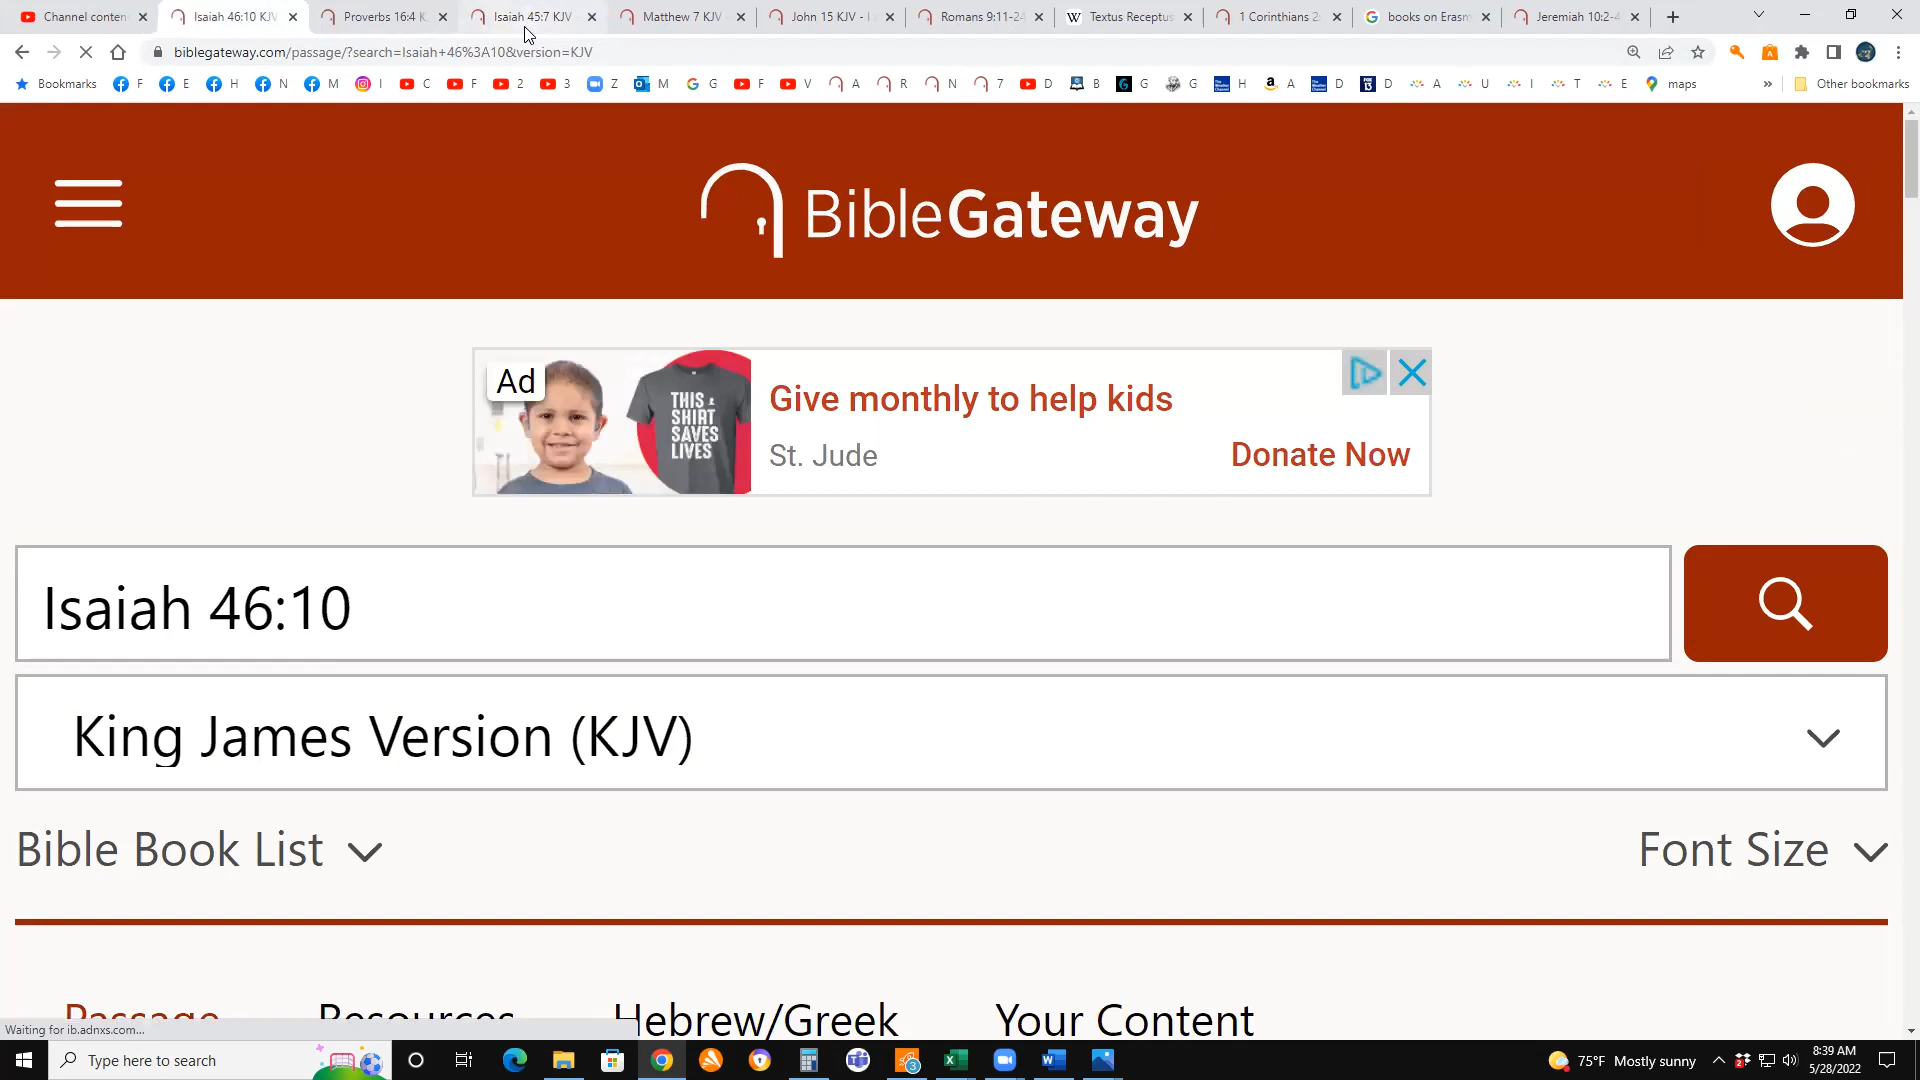 Channel conten
Isaiah 46:10 KJV
Proverbs 16:4 K
Isaiah 45:7 KJV
Matthew 7 KJV
John 15 KJV - I
Romans 9:11-24
W Textus Receptus
1 Corinthians 2
G books on Erasm
Jeremiah 10:2-4
biblegateway.com/passage/?search=Isaiah+46%3A10&version=KJV
Bookmarks F E H N M I C F 2 3 Z M G F V A R N 7 D B G G H A D D A U I T E maps » Other bookmarks
BibleGateway
Ad
THIS
SHIRT
SAVES
LIVES
Give monthly to help kids
St. Jude
Donate Now
Isaiah 46:10
King James Version (KJV)
Bible Book List
Font Size
Passage Resources Hebrew/Greek Your Content
Waiting for ib.adnxs.com...
Type here to search
75°F Mostly sunny
8:39 AM
5/28/2022